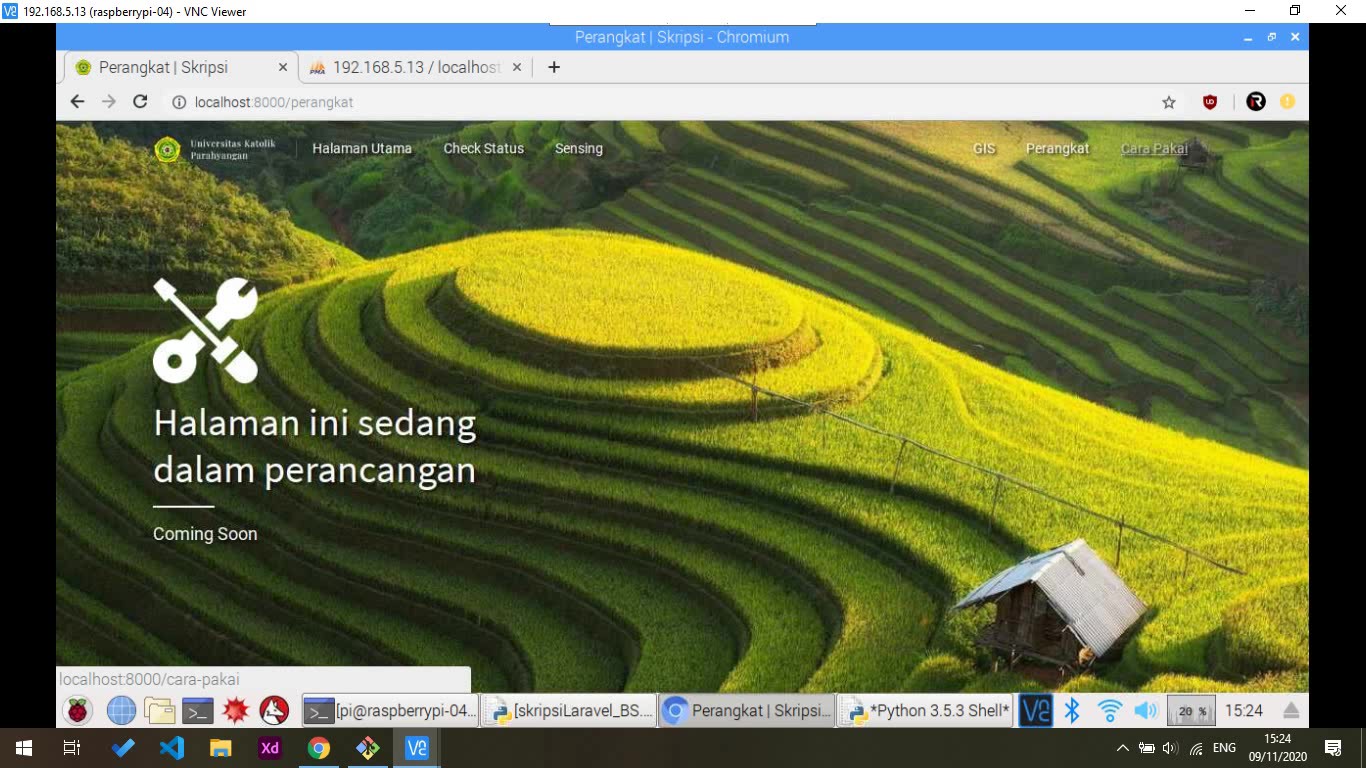 192.168.5.13 (raspberrypi-04) - VNC Viewer
Perangkat | Skripsi - Chromium
Perangkat | Skripsi
192.168.5.13 / localhost
localhost:8000/perangkat
Universitas Katolik
Parahyangan
Halaman Utama
Check Status
Sensing
GIS
Perangkat
Cara Pakai
Halaman ini sedang
dalam perancangan
Coming Soon
localhost:8000/cara-pakai
[pi@raspberrypi-04...
[skripsiLaravel_BS....
Perangkat | Skripsi...
*Python 3.5.3 Shell*
20 %
15:24
Xd
ENG
15:24
09/11/2020